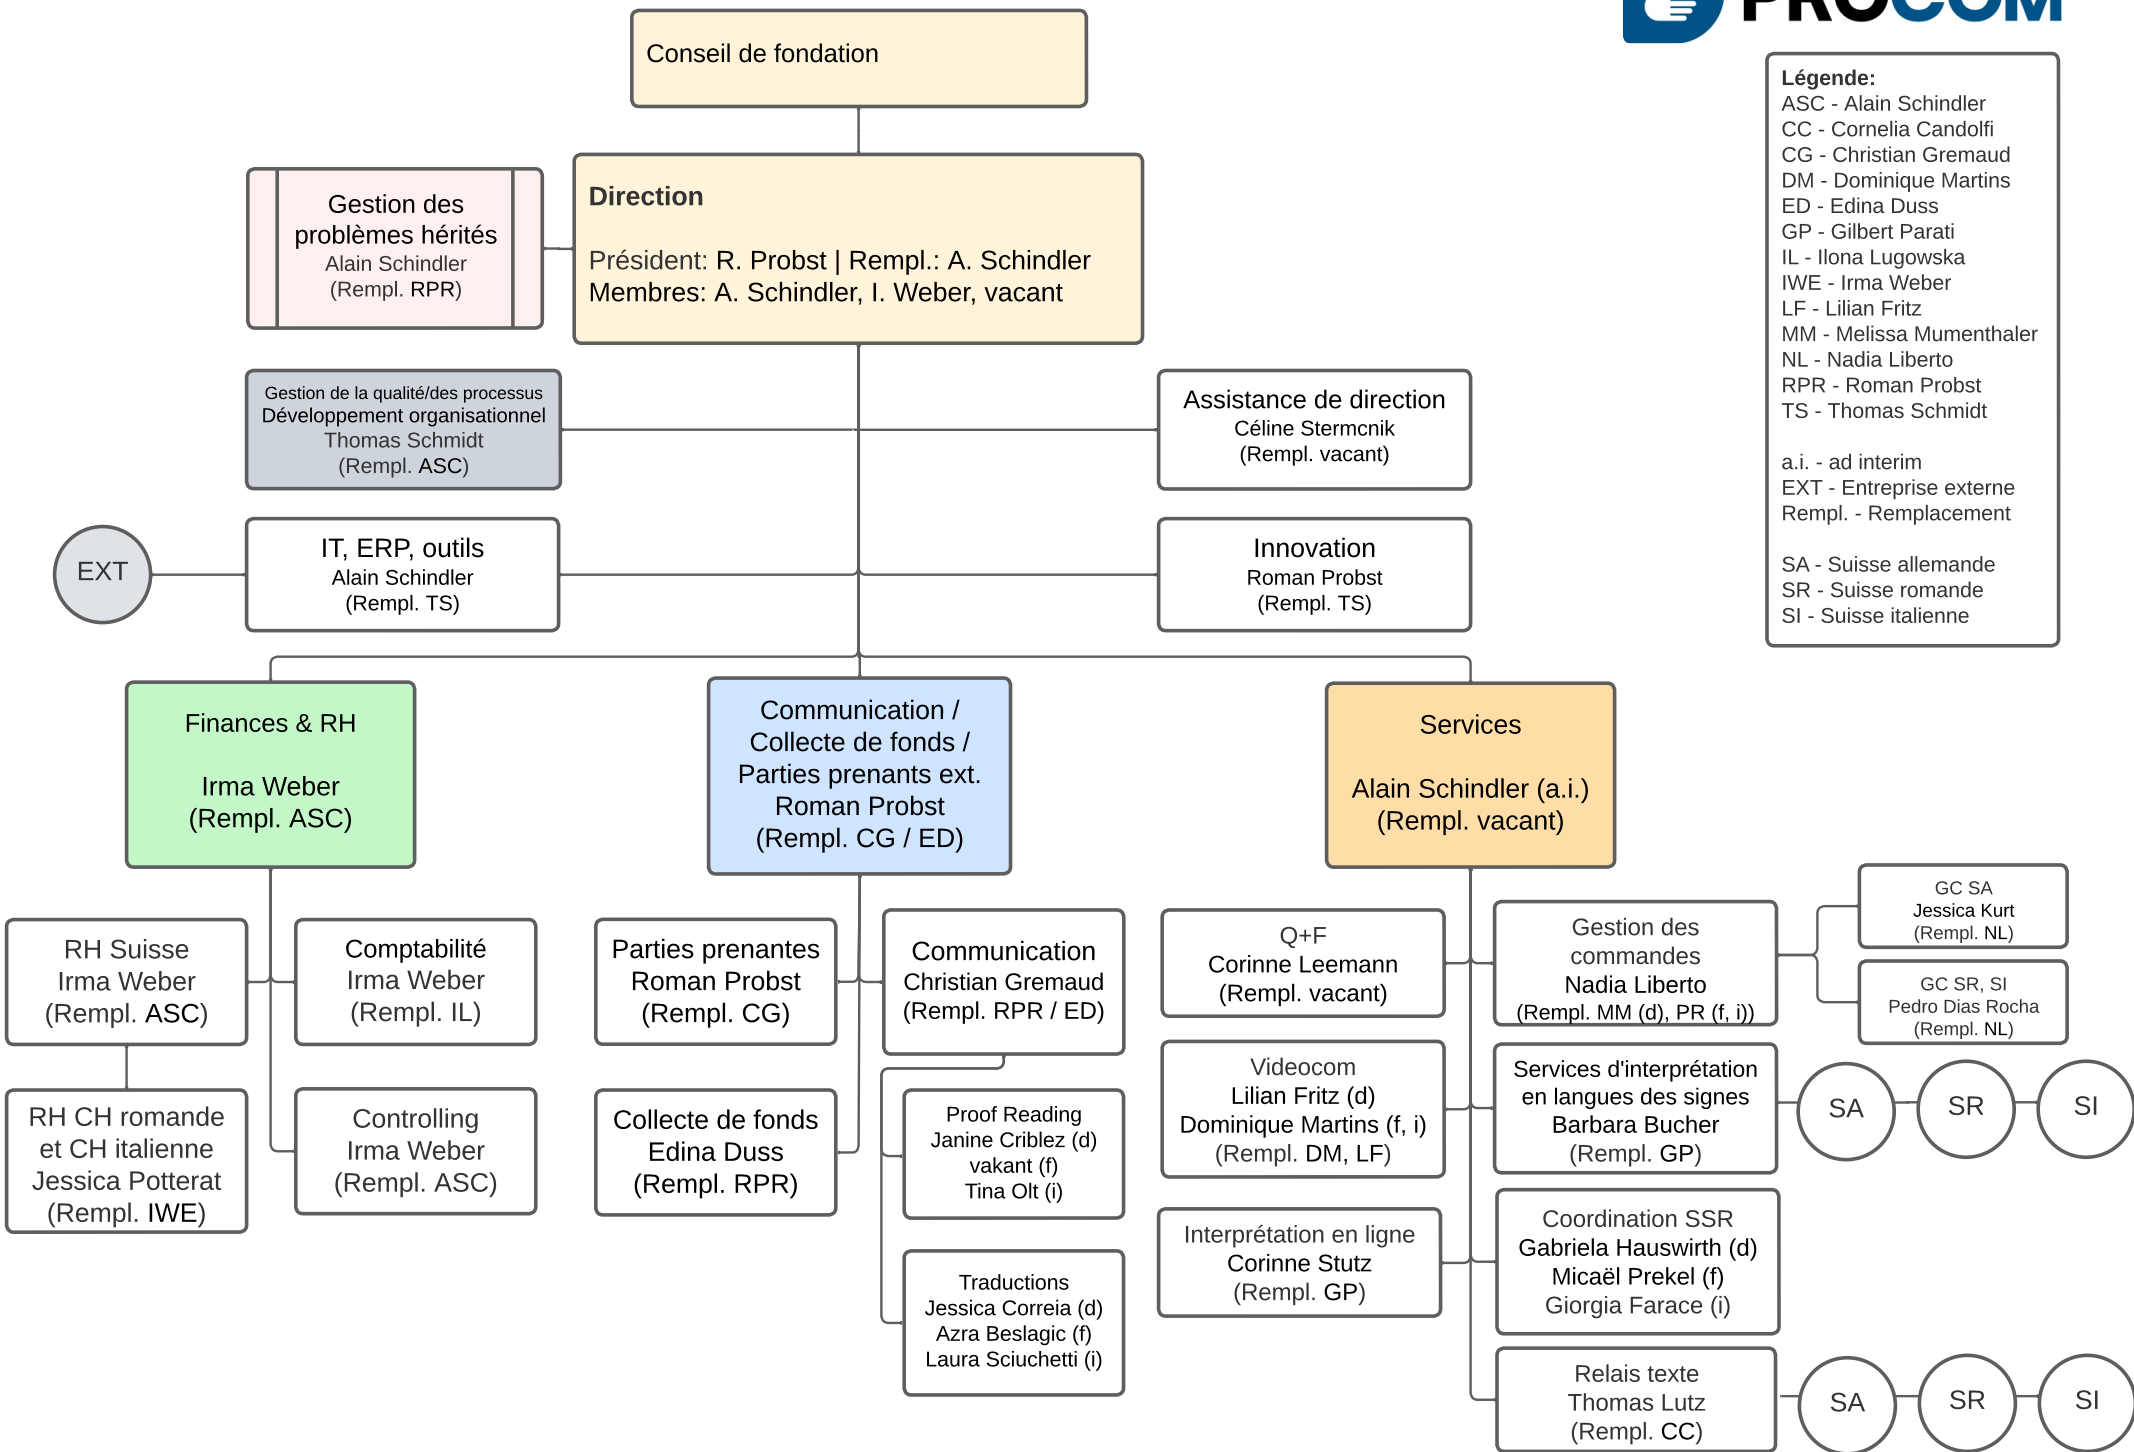 PROCOM
Conseil de fondation
Légende:
ASC - Alain Schindler
CC - Cornelia Candolfi
CG - Christian Gremaud
DM - Dominique Martins
ED - Edina Duss
GP - Gilbert Parati
IL - Ilona Lugowska
IWE - Irma Weber
LF - Lilian Fritz
MM - Melissa Mumenthaler
NL - Nadia Liberto
RPR - Roman Probst
TS - Thomas Schmidt
a.i. - ad interim
EXT - Entreprise externe
Rempl. - Remplacement
SA - Suisse allemande
SR - Suisse romande
SI - Suisse italienne
Gestion des
problèmes hérités
Alain Schindler
(Rempl. RPR)
Direction
Président: R. Probst | Rempl.: A. Schindler
Membres: A. Schindler, I. Weber, vacant
Gestion de la qualité/des processus
Développement organisationnel
Thomas Schmidt
(Rempl. ASC)
Assistance de direction
Céline Stermcnik
(Rempl. vacant)
EXT
IT, ERP, outils
Alain Schindler
(Rempl. TS)
Innovation
Roman Probst
(Rempl. TS)
Finances & RH
Irma Weber
(Rempl. ASC)
Communication /
Collecte de fonds /
Parties prenants ext.
Roman Probst
(Rempl. CG / ED)
Services
Alain Schindler (a.i.)
(Rempl. vacant)
RH Suisse
Irma Weber
(Rempl. ASC)
Comptabilité
Irma Weber
(Rempl. IL)
RH CH romande
et CH italienne
Jessica Potterat
(Rempl. IWE)
Controlling
Irma Weber
(Rempl. ASC)
Parties prenantes
Roman Probst
(Rempl. CG)
Communication
Christian Gremaud
(Rempl. RPR / ED)
Collecte de fonds
Edina Duss
(Rempl. RPR)
Proof Reading
Janine Criblez (d)
vakant (f)
Tina Olt (i)
Traductions
Jessica Correia (d)
Azra Beslagic (f)
Laura Sciuchetti (i)
Q+F
Corinne Leemann
(Rempl. vacant)
Gestion des
commandes
Nadia Liberto
(Rempl. MM (d), PR (f, i))
GC SA
Jessica Kurt
(Rempl. NL)
GC SR, SI
Pedro Dias Rocha
(Rempl. NL)
Videocom
Lilian Fritz (d)
Dominique Martins (f, i)
(Rempl. DM, LF)
Services d'interprétation
en langues des signes
Barbara Bucher
(Rempl. GP)
SA
SR
SI
Interprétation en ligne
Corinne Stutz
(Rempl. GP)
Coordination SSR
Gabriela Hauswirth (d)
Micaël Prekel (f)
Giorgia Farace (i)
Relais texte
Thomas Lutz
(Rempl. CC)
SA
SR
SI